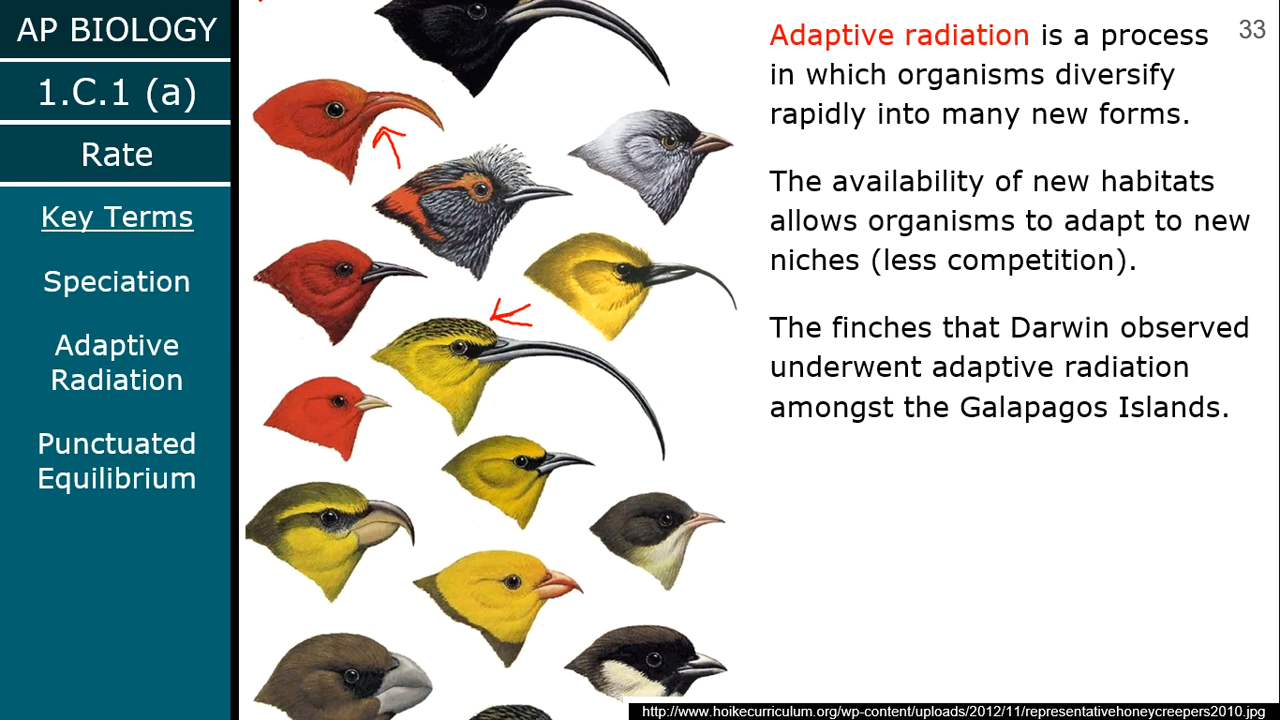 AP BIOLOGY
1.C.1 (a)
Rate
Key Terms
Speciation
Adaptive
Radiation
Punctuated
Equilibrium
Adaptive radiation is a process
in which organisms diversify
rapidly into many new forms.
The availability of new habitats
allows organisms to adapt to new
niches (less competition).
The finches that Darwin observed
underwent adaptive radiation
amongst the Galapagos Islands.
33
http://www.hoikecurriculum.org/wp-content/uploads/2012/11/representativehoneycreepers2010.jpg